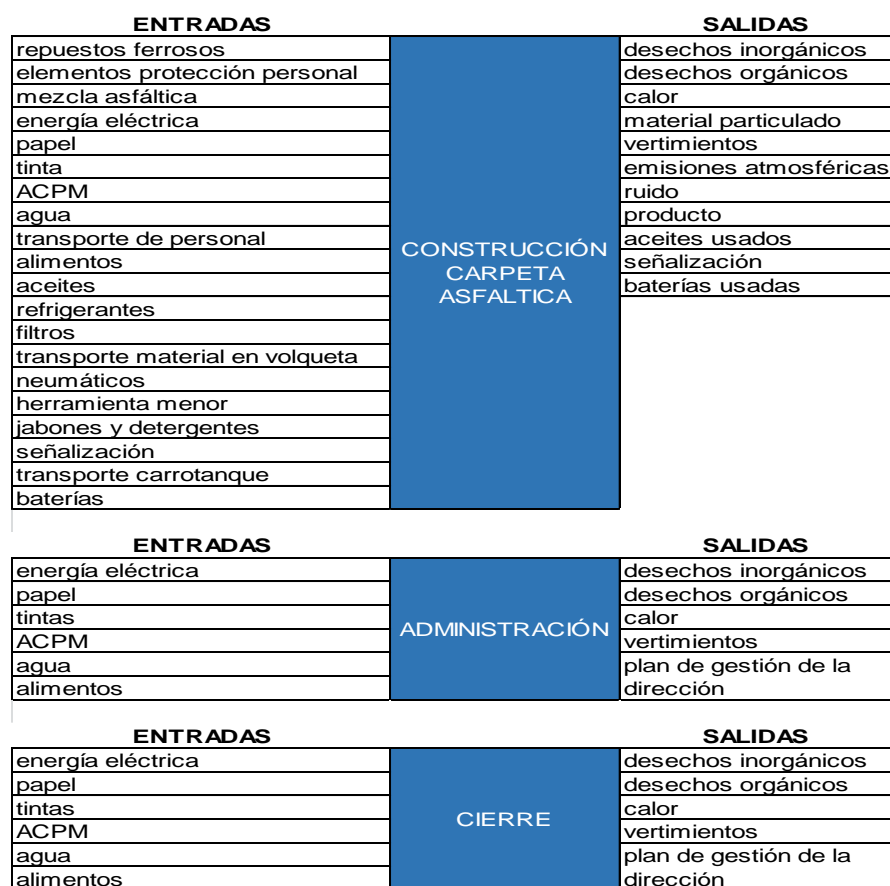 ENTRADAS SALIDAS
repuestos ferrosos desechos inorgánicos
elementos protección personal desechos orgánicos
mezcla asfáltica calor
energía eléctrica material particulado
papel vertimientos
tinta emisiones atmosféricas
ACPM ruido
agua producto
transporte de personal aceites usados
alimentos señalización
aceites baterías usadas
refrigerantes
filtros
transporte material en volqueta
neumáticos
herramienta menor
jabones y detergentes
señalización
transporte carrotanque
baterías
CONSTRUCCIÓN
CARPETA
ASFALTICA
ENTRADAS SALIDAS
energía eléctrica desechos inorgánicos
papel desechos orgánicos
tintas calor
ACPM vertimientos
agua plan de gestión de la
alimentos dirección
ADMINISTRACIÓN
ENTRADAS SALIDAS
energía eléctrica desechos inorgánicos
papel desechos orgánicos
tintas calor
ACPM vertimientos
agua plan de gestión de la
alimentos dirección
CIERRE